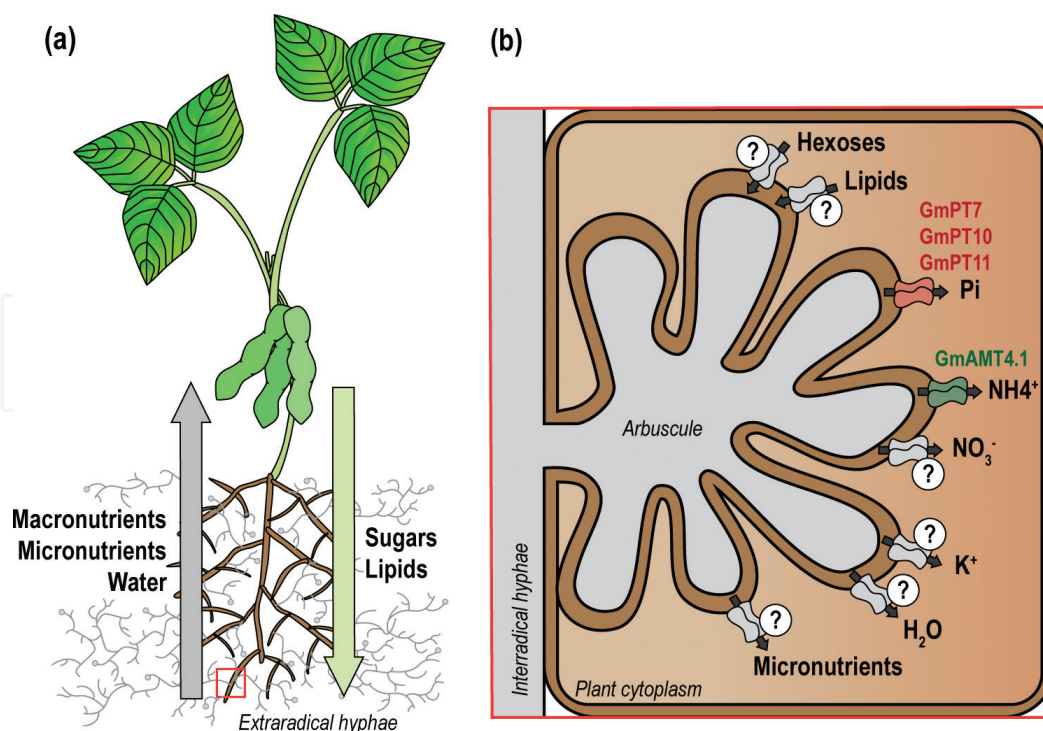 (a)
Macronutrients
Micronutrients
Water
Sugars
Lipids
Extraradical hyphae
(b)
Interradical hyphae
?
Hexoses
Lipids
?
GmPT7
GmPT10
GmPT11
Pi
GmAMT4.1
NH4⁺
Arbuscule
NO₃⁻
?
?
K⁺
?
H₂O
?
Micronutrients
Plant cytoplasm